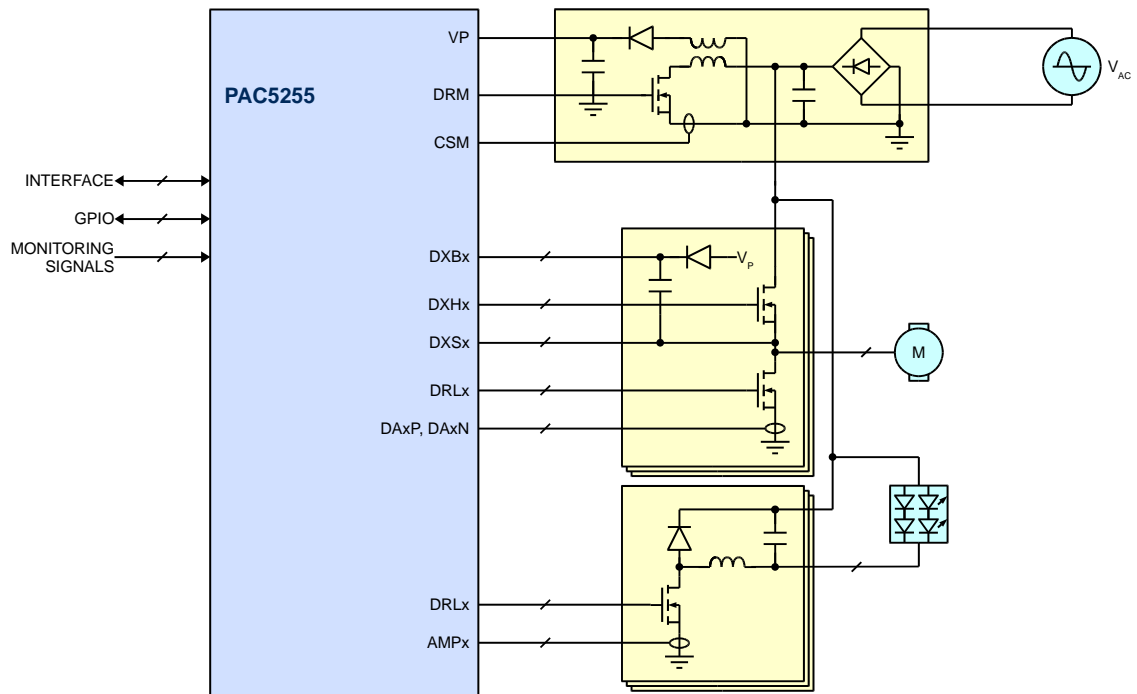 VP
PAC5255
DRM
CSM
V_AC
INTERFACE
GPIO
MONITORING
SIGNALS
DXBx
V_P
DXHx
DXSx
M
DRLx
DAxP, DAxN
DRLx
AMPx